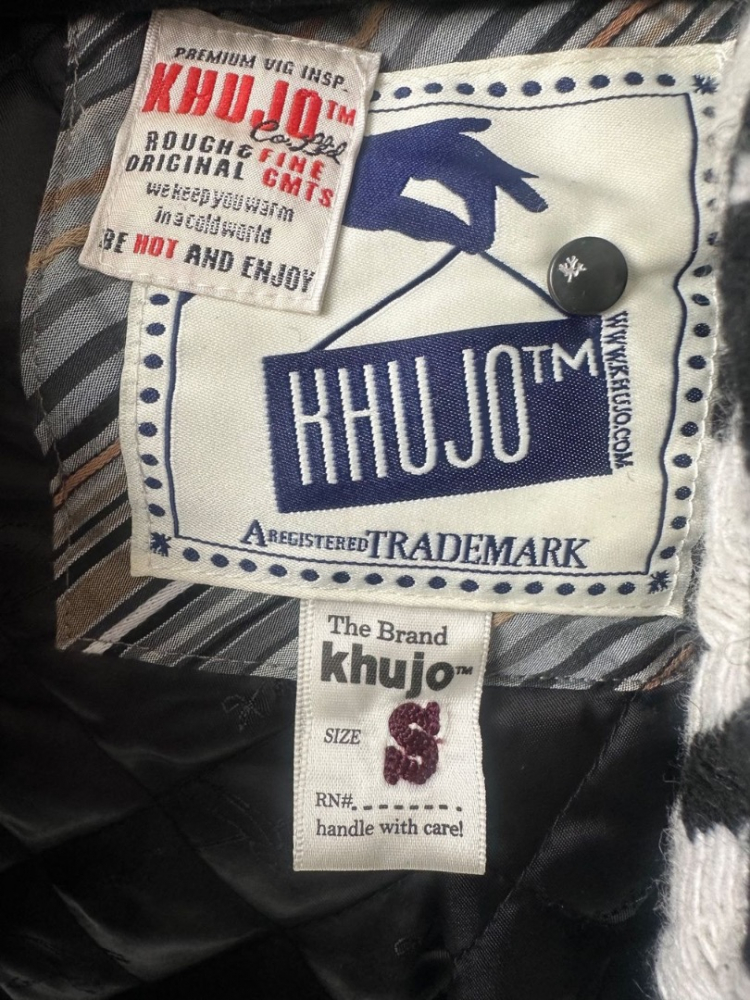 PREMIUM VIG INSP.
KHUJO™
Co. Ltd
ROUGH & FINE
ORIGINAL GMTS
we keep you warm
in a cold world
BE HOT AND ENJOY
KHUJO™
WWW.KHUJO.COM
A REGISTERED TRADEMARK
The Brand
khujo™
SIZE S
RN#
handle with care!